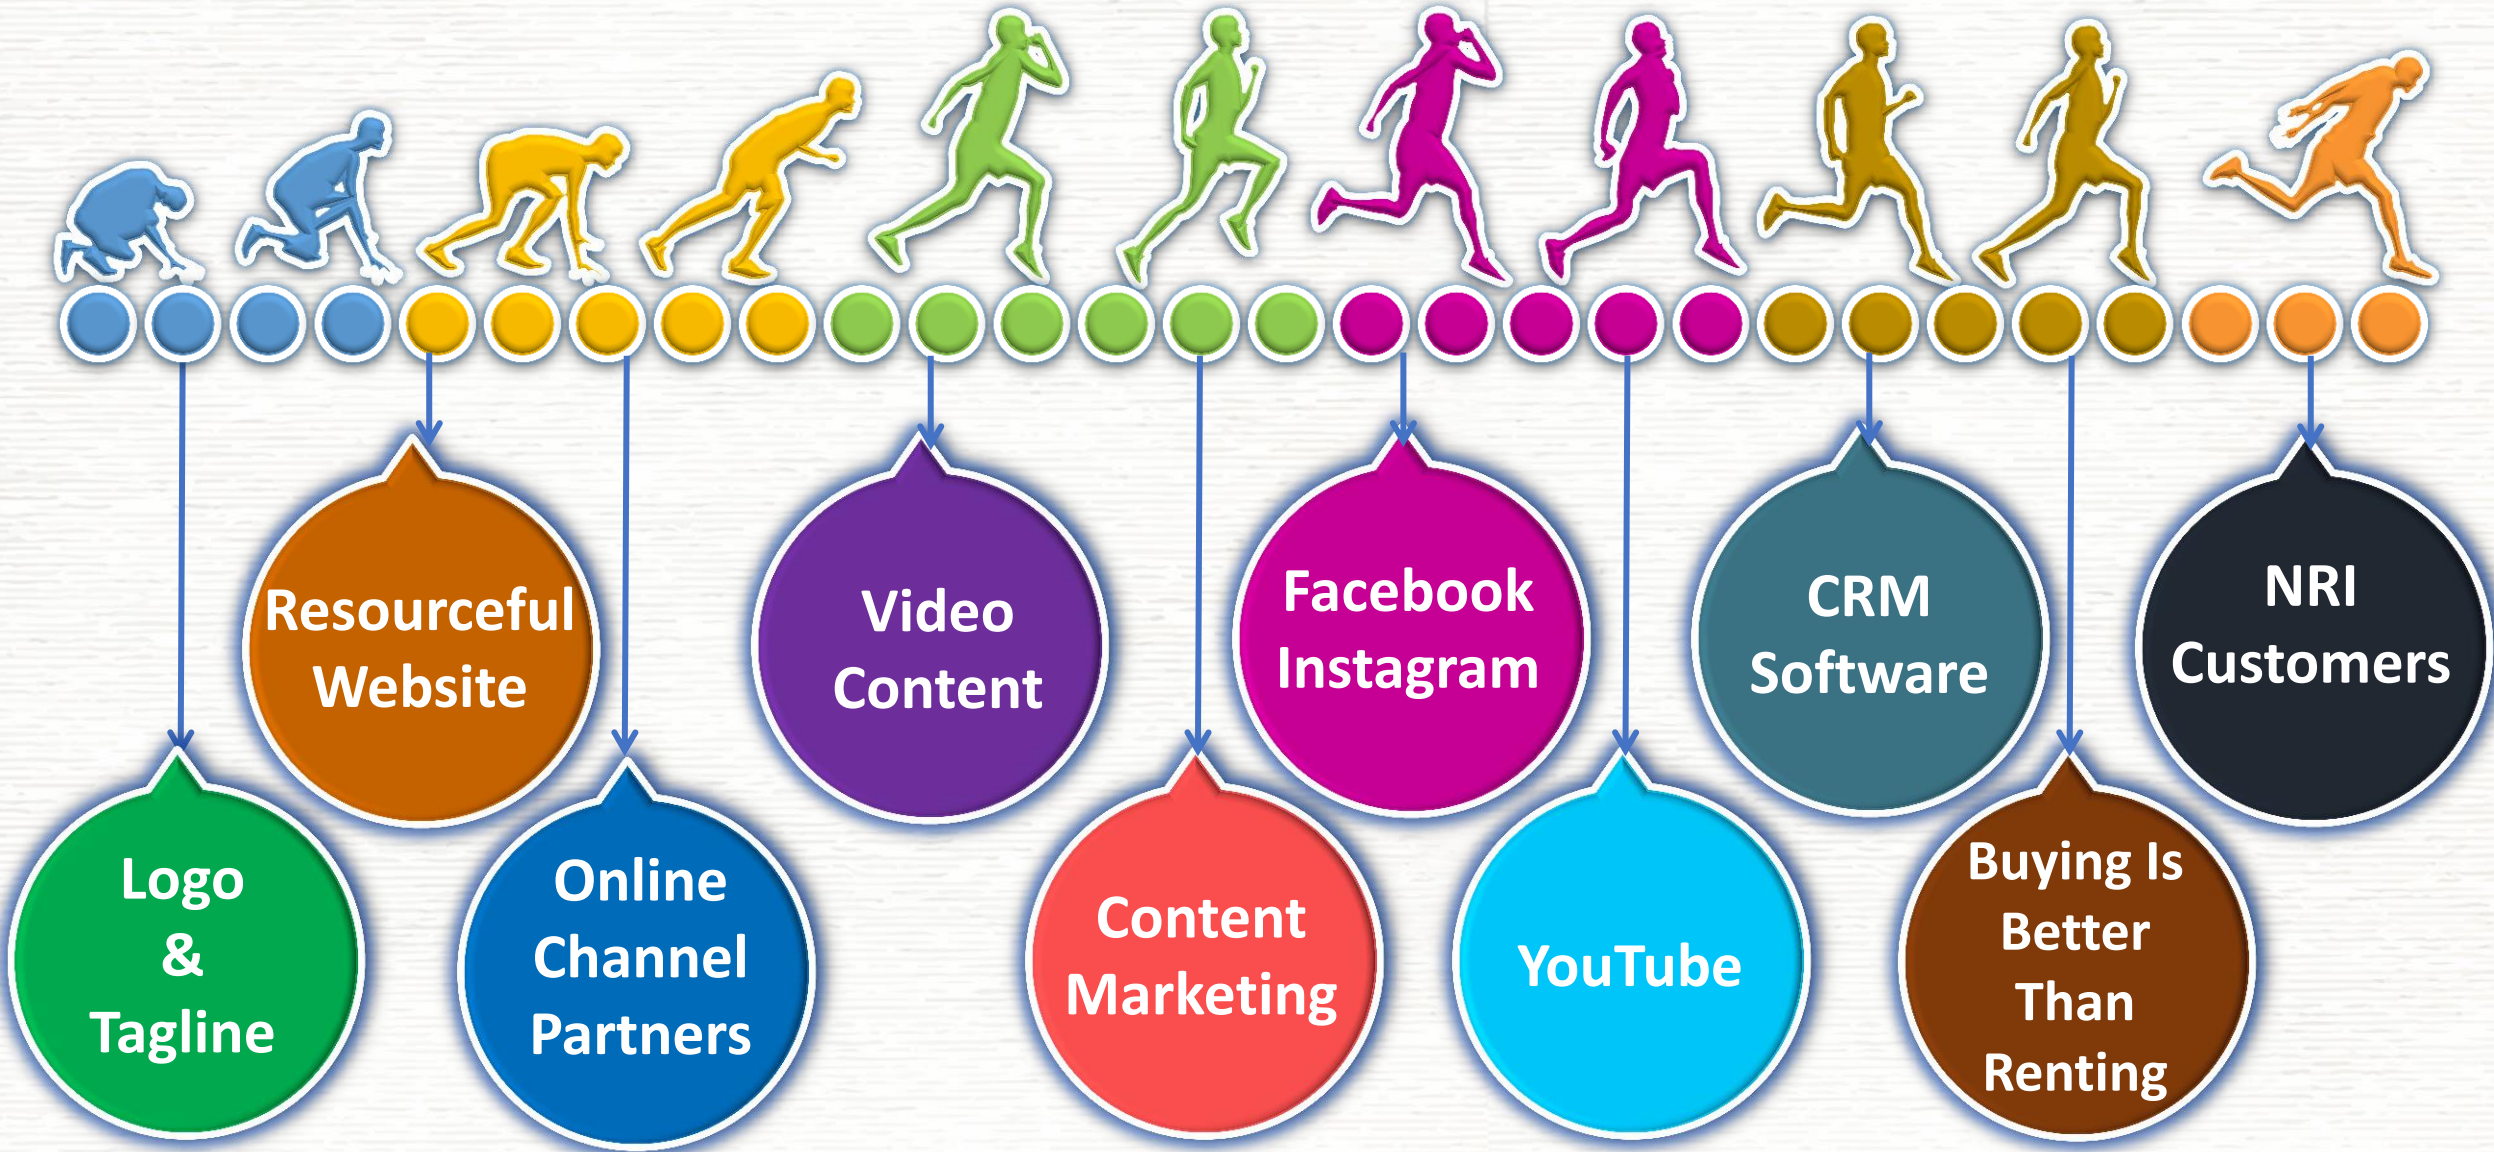 Logo
&
Tagline
Resourceful
Website
Online
Channel
Partners
Video
Content
Content
Marketing
Facebook
Instagram
YouTube
CRM
Software
Buying Is
Better
Than
Renting
NRI
Customers